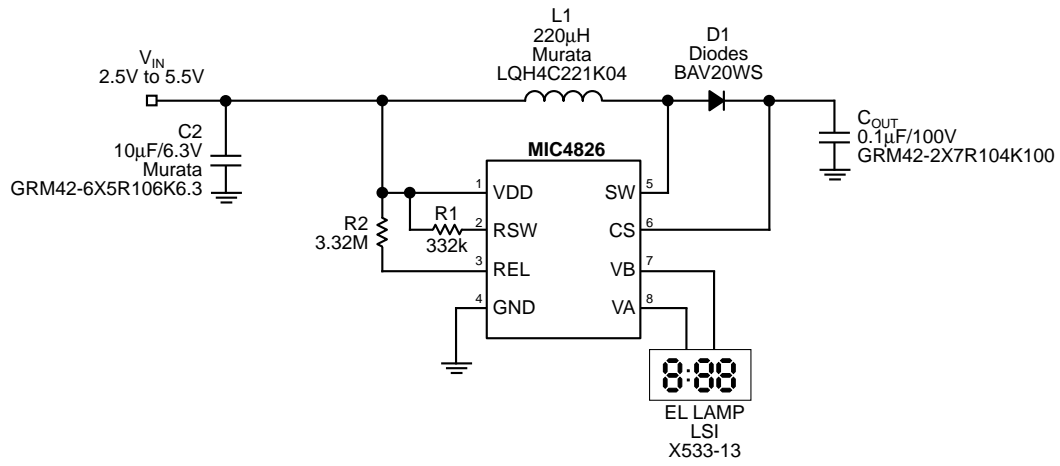 L1
220µH
Murata
LQH4C221K04
D1
Diodes
BAV20WS
VIN
2.5V to 5.5V
C2
10µF/6.3V
Murata
GRM42-6X5R106K6.3
COUT
0.1µF/100V
GRM42-2X7R104K100
MIC4826
1 VDD
SW 5
R1
332k
2 RSW
CS 6
R2
3.32M
3 REL
VB 7
4 GND
VA 8
8:88
EL LAMP
LSI
X533-13